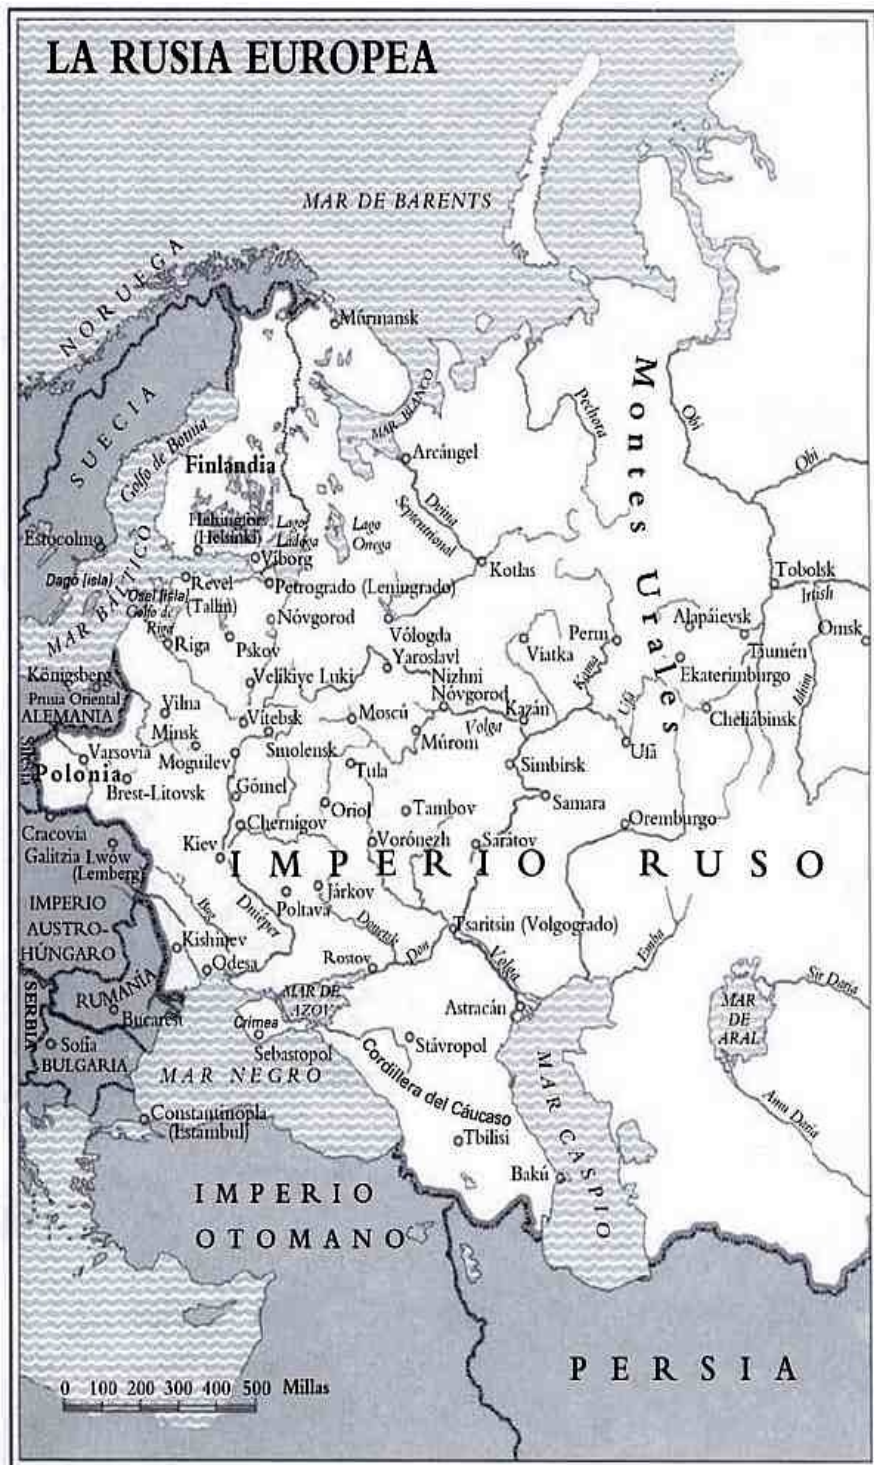 LA RUSIA EUROPEA
MAR DE BARENTS
NORUEGA
Múrmansk
SUECIA
Golfo de Botnia
MAR BLANCO
Pechora
Montes Urales
Obi
Obi
Finlandia
Arcángel
Dvina
Septentrional
Helsingfors
(Helsinki)
Lago
Ládoga
Lago
Onega
Estocolmo
Víborg
Kotlas
Tobolsk
Dagö (isla)
MAR BÁLTICO
Osel (isla)
Revel
(Tallin)
Petrogrado (Leningrado)
Irtish
Golfo de
Riga
Nóvgorod
Vólogda
Alapáievsk
Omsk
Riga
Pskov
Yaroslavl
Viatka
Perm
Tiumén
Königsberg
Velikiye Luki
Nizhni
Nóvgorod
Kama
Ekaterimburgo
Ishim
Prusia Oriental
ALEMANIA
Vilna
Vítebsk
Moscú
Volga
Kazán
Ufá
Cheliábinsk
Minsk
Múrom
Silesia
Varsovia
Moguilev
Smolensk
Tula
Simbirsk
Ufá
Polonia
Brest-Litovsk
Gómel
Oriol
Tambov
Samara
Cracovia
Chernígov
Vorónezh
Sarátov
Oremburgo
Galitzia
Lwów
(Lemberg)
Kiev
IMPERIO RUSO
IMPERIO
AUSTRO-
HÚNGARO
Bug
Dniéper
Poltava
Járkov
Donetsk
Tsaritsin (Volgogrado)
Kishinev
Emba
Odesa
Rostov
Don
Volga
RUMANÍA
MAR DE
AZOV
Astracán
Sir Daria
SERBIA
Bucarest
Crimea
MAR
DE
ARAL
Sofía
BULGARIA
Sebastopol
Stávropol
MAR NEGRO
Cordillera del Cáucaso
MAR CASPIO
Amu Daria
Constantinopla
(Estambul)
Tbilisi
Bakú
IMPERIO
OTOMANO
PERSIA
0 100 200 300 400 500 Millas